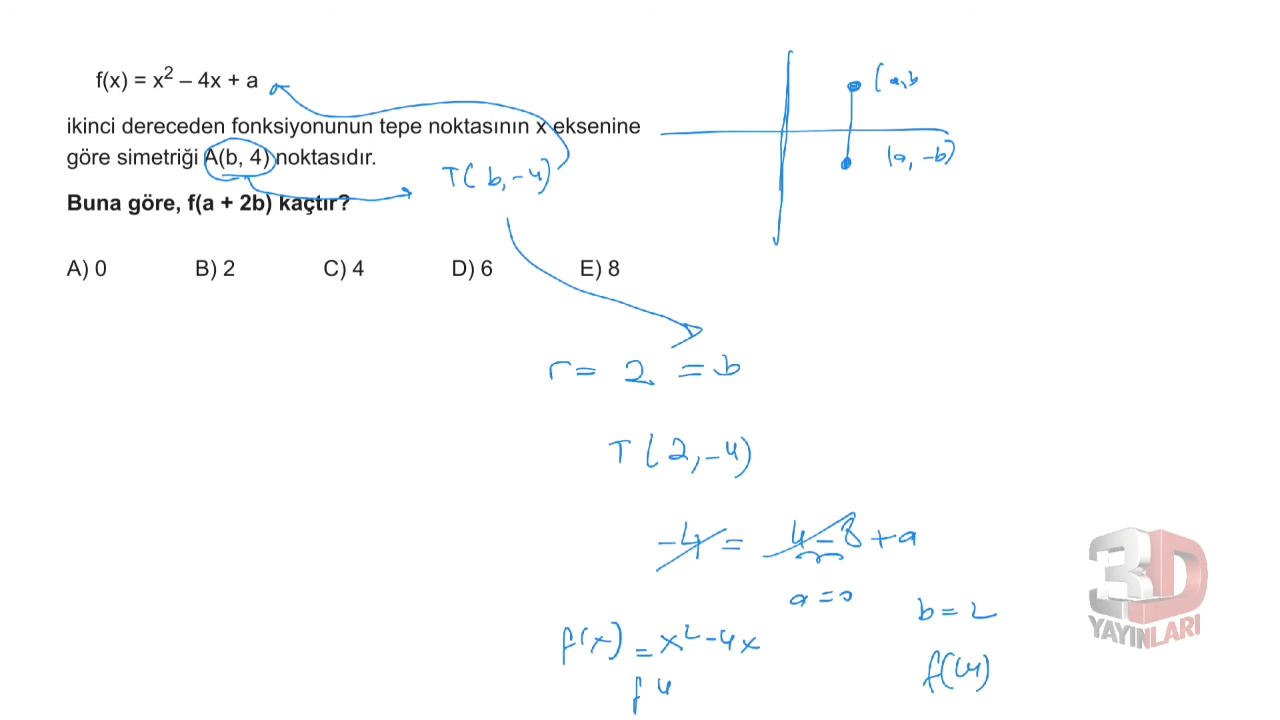 f(x) = x² – 4x + a
ikinci dereceden fonksiyonunun tepe noktasının x eksenine
göre simetriği A(b, 4) noktasıdır.
Buna göre, f(a + 2b) kaçtır?
A) 0 B) 2 C) 4 D) 6 E) 8
T(b, -4)
(a,b
(a, -b)
r = 2 = b
T(2, -4)
-4 = 4 - 8 + a
a = 0
b = 2
f(x) = x² - 4x
f(4)
f 4
3D
YAYINLARI